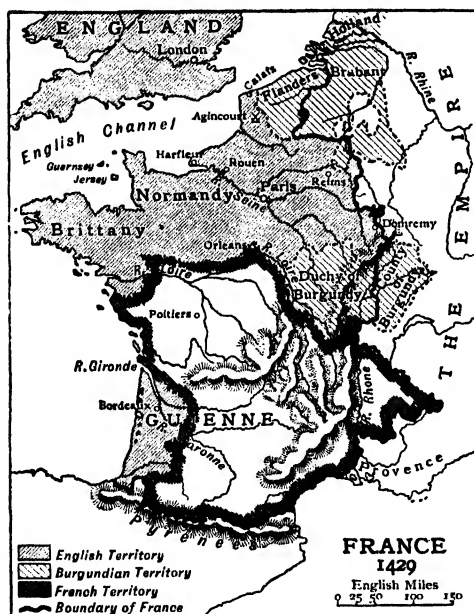 ENGLAND
London
Holland
Calais
Flanders
Brabant
R. Rhine
Agincourt
English Channel
Harfleur
Rouen
Guernsey
Jersey
Normandy
Seine
Paris
Reims
THE EMPIRE
Brittany
Orleans
R. Loire
R. Loire
Domremy
Duchy of
Burgundy
County of
Burgundy
Poitiers
R. Gironde
Bordeaux
GUIENNE
R. Garonne
R. Rhone
Provence
Pyrenees
FRANCE
1429
English Miles
0 25 50 100 150
English Territory
Burgundian Territory
French Territory
Boundary of France